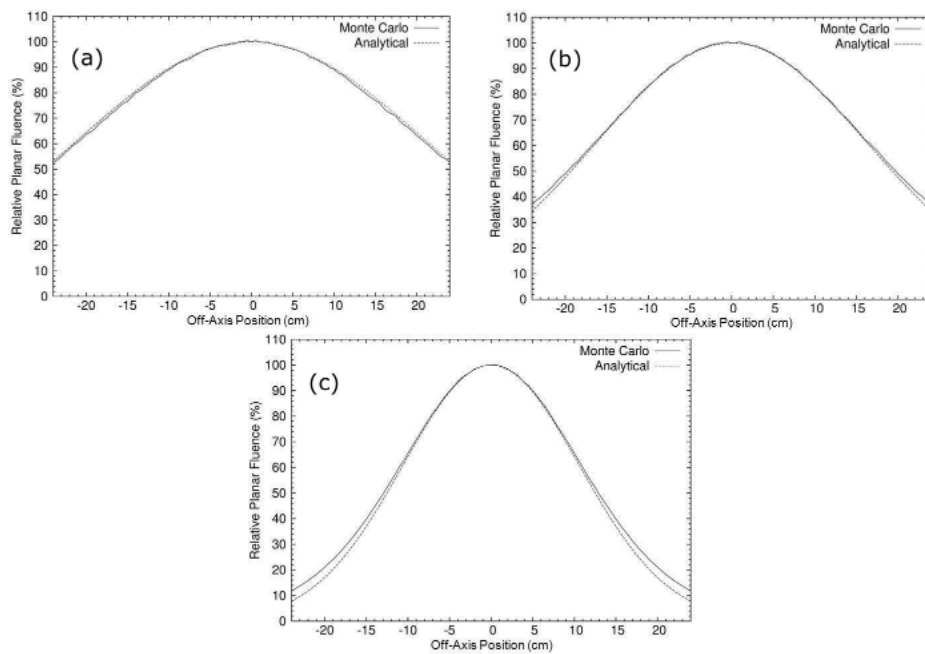 110
100
90
80
70
60
50
40
30
20
10
0
Relative Planar Fluence (%)
(a)
Monte Carlo
Analytical
-20 -15 -10 -5 0 5 10 15 20
Off-Axis Position (cm)
110
100
90
80
70
60
50
40
30
20
10
0
Relative Planar Fluence (%)
(b)
Monte Carlo
Analytical
-20 -15 -10 -5 0 5 10 15 20
Off-Axis Position (cm)
110
100
90
80
70
60
50
40
30
20
10
0
Relative Planar Fluence (%)
(c)
Monte Carlo
Analytical
-20 -15 -10 -5 0 5 10 15 20
Off-Axis Position (cm)